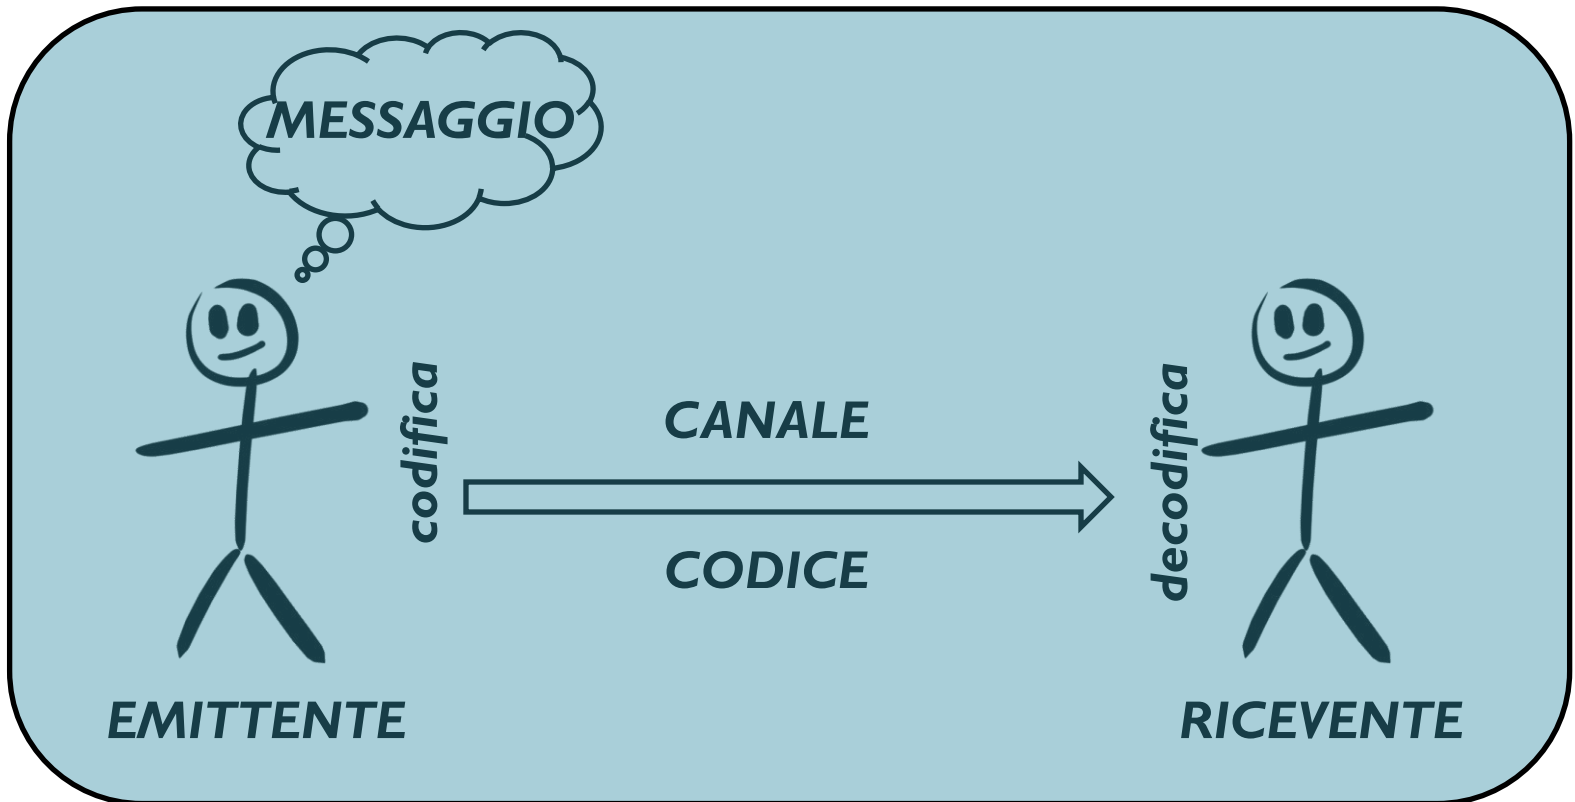 MESSAGGIO
codifica
CANALE
CODICE
decodifica
EMITTENTE
RICEVENTE